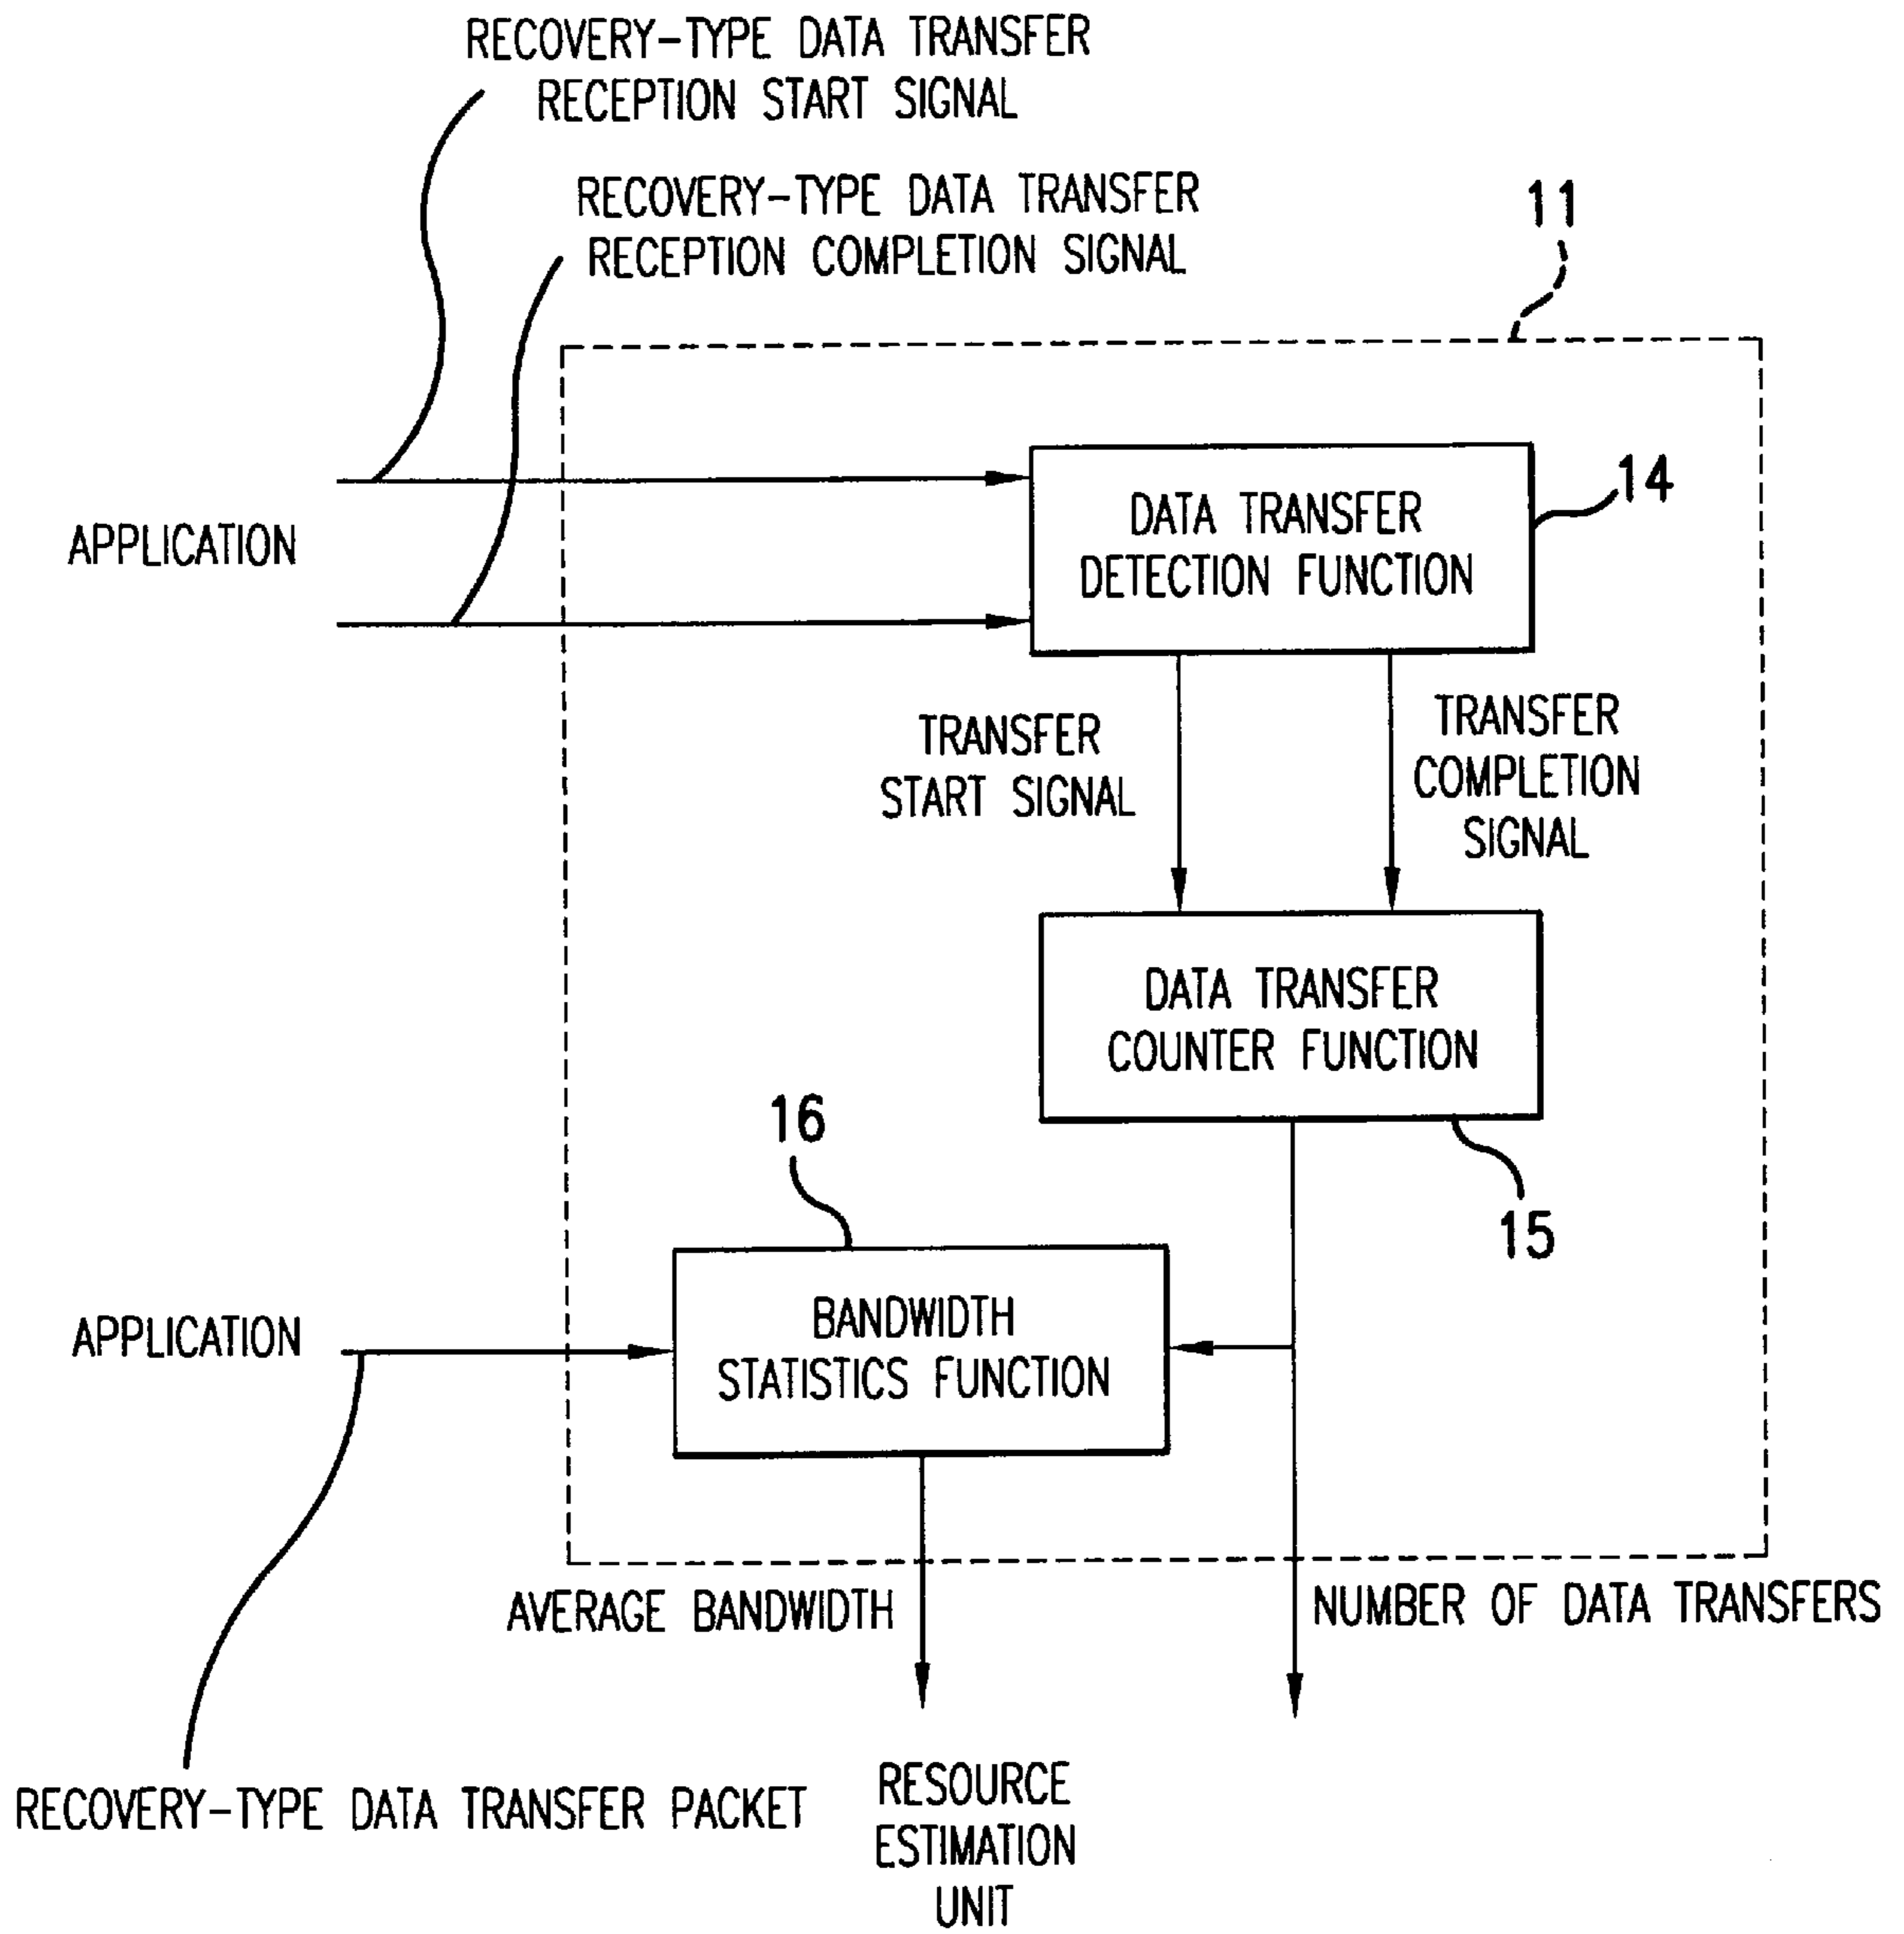 RECOVERY-TYPE DATA TRANSFER
RECEPTION START SIGNAL
RECOVERY-TYPE DATA TRANSFER
RECEPTION COMPLETION SIGNAL
11
APPLICATION
DATA TRANSFER
DETECTION FUNCTION
14
TRANSFER
START SIGNAL
TRANSFER
COMPLETION
SIGNAL
DATA TRANSFER
COUNTER FUNCTION
15
16
APPLICATION
BANDWIDTH
STATISTICS FUNCTION
AVERAGE BANDWIDTH
NUMBER OF DATA TRANSFERS
RECOVERY-TYPE DATA TRANSFER PACKET
RESOURCE
ESTIMATION
UNIT